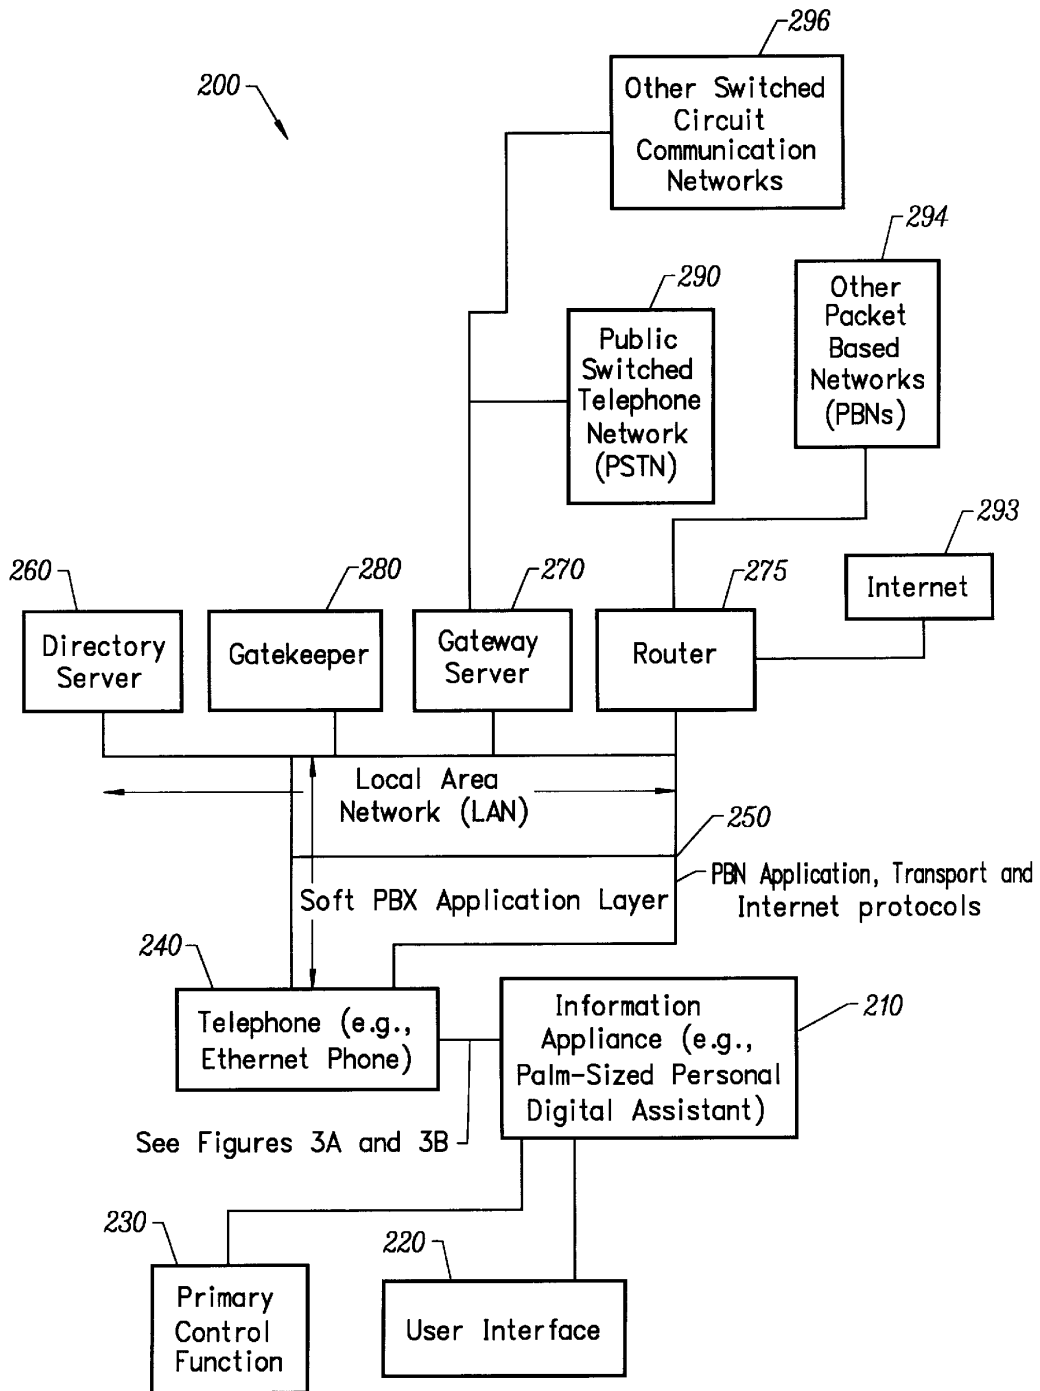 296
200
Other Switched
Circuit
Communication
Networks
294
290
Other
Packet
Based
Networks
(PBNs)
Public
Switched
Telephone
Network
(PSTN)
293
260
280
270
275
Internet
Directory
Server
Gatekeeper
Gateway
Server
Router
Local Area
Network (LAN)
250
Soft PBX Application Layer
PBN Application, Transport and
Internet protocols
240
210
Telephone (e.g.,
Ethernet Phone)
Information
Appliance (e.g.,
Palm-Sized Personal
Digital Assistant)
See Figures 3A and 3B
230
220
Primary
Control
Function
User Interface